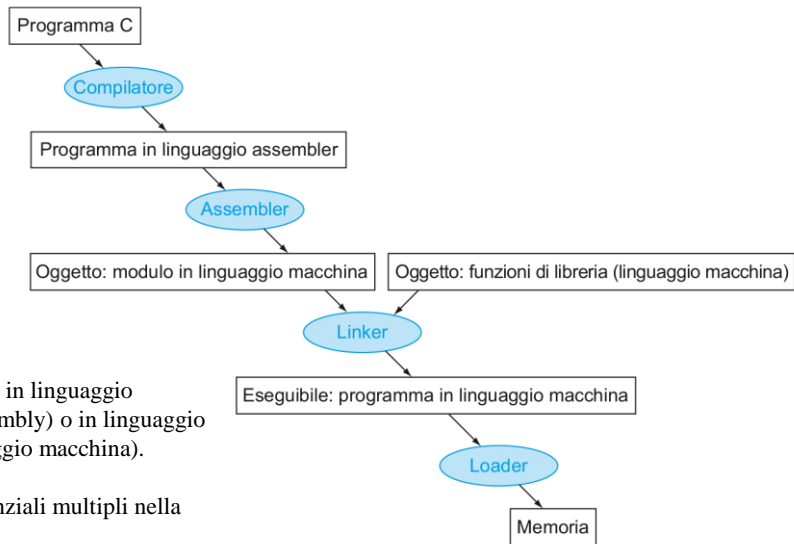 Programma C
Compilatore
Programma in linguaggio assembler
Assembler
Oggetto: modulo in linguaggio macchina
Oggetto: funzioni di libreria (linguaggio macchina)
Linker
Eseguibile: programma in linguaggio macchina
Loader
Memoria
in linguaggio
mbly) o in linguaggio
ggio macchina).
nziali multipli nella